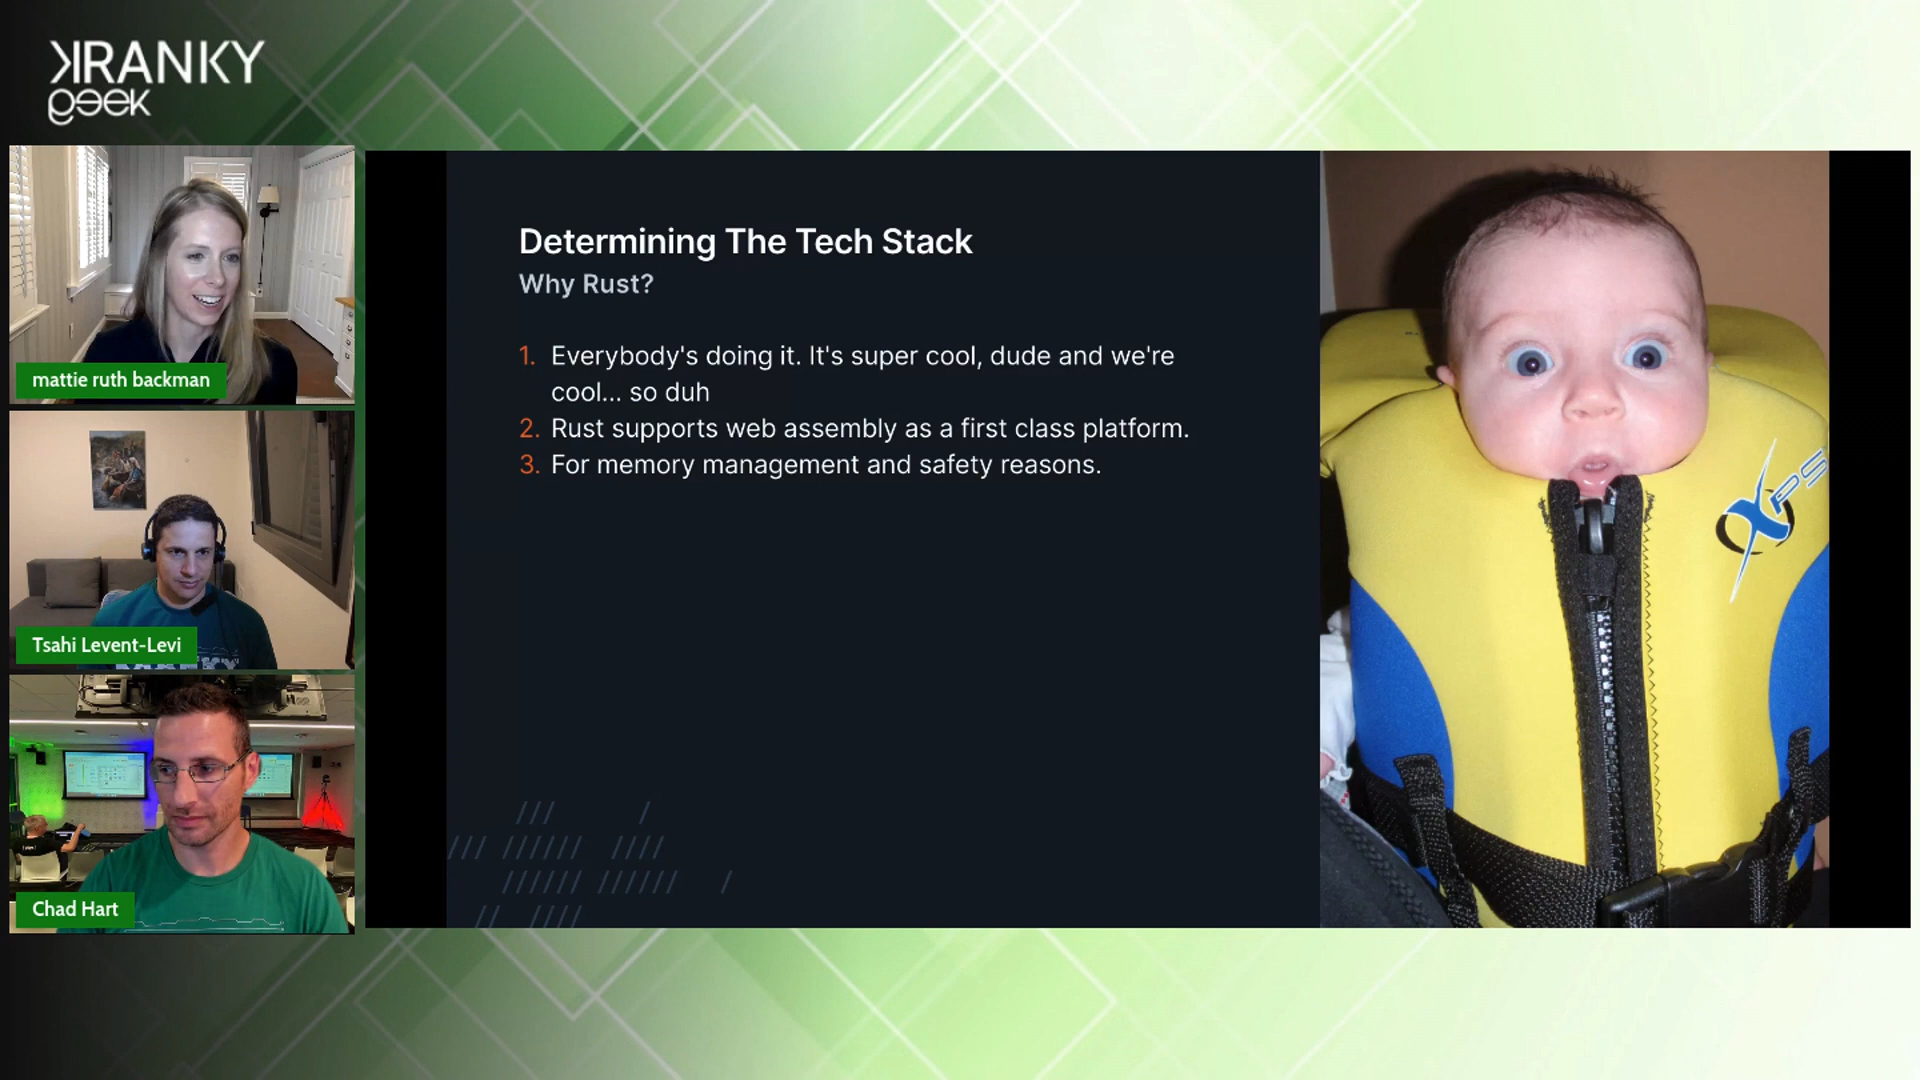 KRANKY
geek
mattie ruth backman
Tsahi Levent-Levi
Chad Hart
Determining The Tech Stack
Why Rust?
1. Everybody's doing it. It's super cool, dude and we're
cool... so duh
2. Rust supports web assembly as a first class platform.
3. For memory management and safety reasons.
XPS